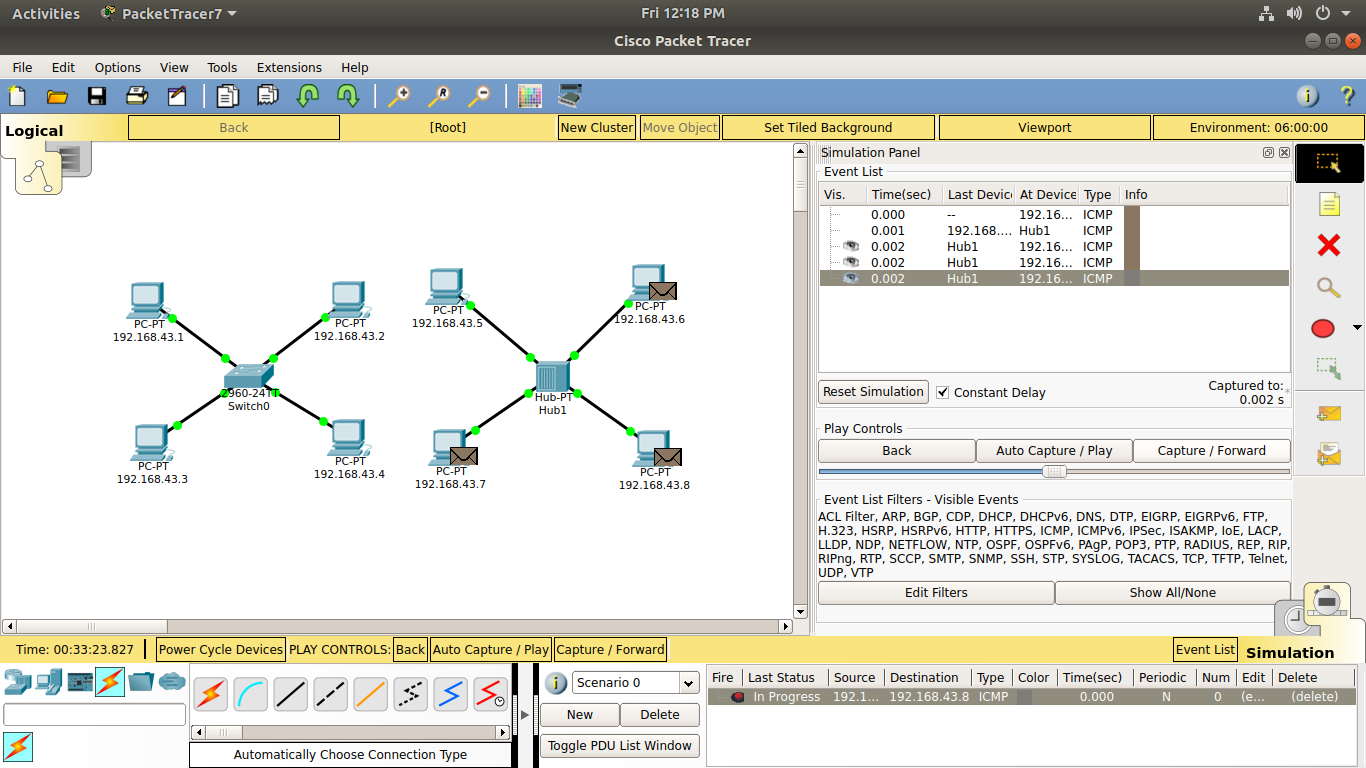 Activities PacketTracer7 Fri 12:18 PM
Cisco Packet Tracer
File Edit Options View Tools Extensions Help
Logical Back [Root] New Cluster Move Object Set Tiled Background Viewport Environment: 06:00:00
Simulation Panel
Event List
Vis. Time(sec) Last Devic At Device Type Info
0.000 -- 192.16... ICMP
0.001 192.168.... Hub1 ICMP
0.002 Hub1 192.16... ICMP
0.002 Hub1 192.16... ICMP
0.002 Hub1 192.16... ICMP
Reset Simulation Constant Delay Captured to:
0.002 s
Play Controls
Back Auto Capture / Play Capture / Forward
Event List Filters - Visible Events
ACL Filter, ARP, BGP, CDP, DHCP, DHCPv6, DNS, DTP, EIGRP, EIGRPv6, FTP,
H.323, HSRP, HSRPv6, HTTP, HTTPS, ICMP, ICMPv6, IPSec, ISAKMP, IoE, LACP,
LLDP, NDP, NETFLOW, NTP, OSPF, OSPFv6, PAgP, POP3, PTP, RADIUS, REP, RIP,
RIPng, RTP, SCCP, SMTP, SNMP, SSH, STP, SYSLOG, TACACS, TCP, TFTP, Telnet,
UDP, VTP
Edit Filters Show All/None
PC-PT
192.168.43.1
PC-PT
192.168.43.2
2960-24TT
Switch0
PC-PT
192.168.43.3
PC-PT
192.168.43.4
PC-PT
192.168.43.5
PC-PT
192.168.43.6
Hub-PT
Hub1
PC-PT
192.168.43.7
PC-PT
192.168.43.8
Time: 00:33:23.827 Power Cycle Devices PLAY CONTROLS: Back Auto Capture / Play Capture / Forward Event List Simulation
Scenario 0
New Delete
Toggle PDU List Window
Automatically Choose Connection Type
Fire Last Status Source Destination Type Color Time(sec) Periodic Num Edit Delete
In Progress 192.1... 192.168.43.8 ICMP 0.000 N 0 (e... (delete)